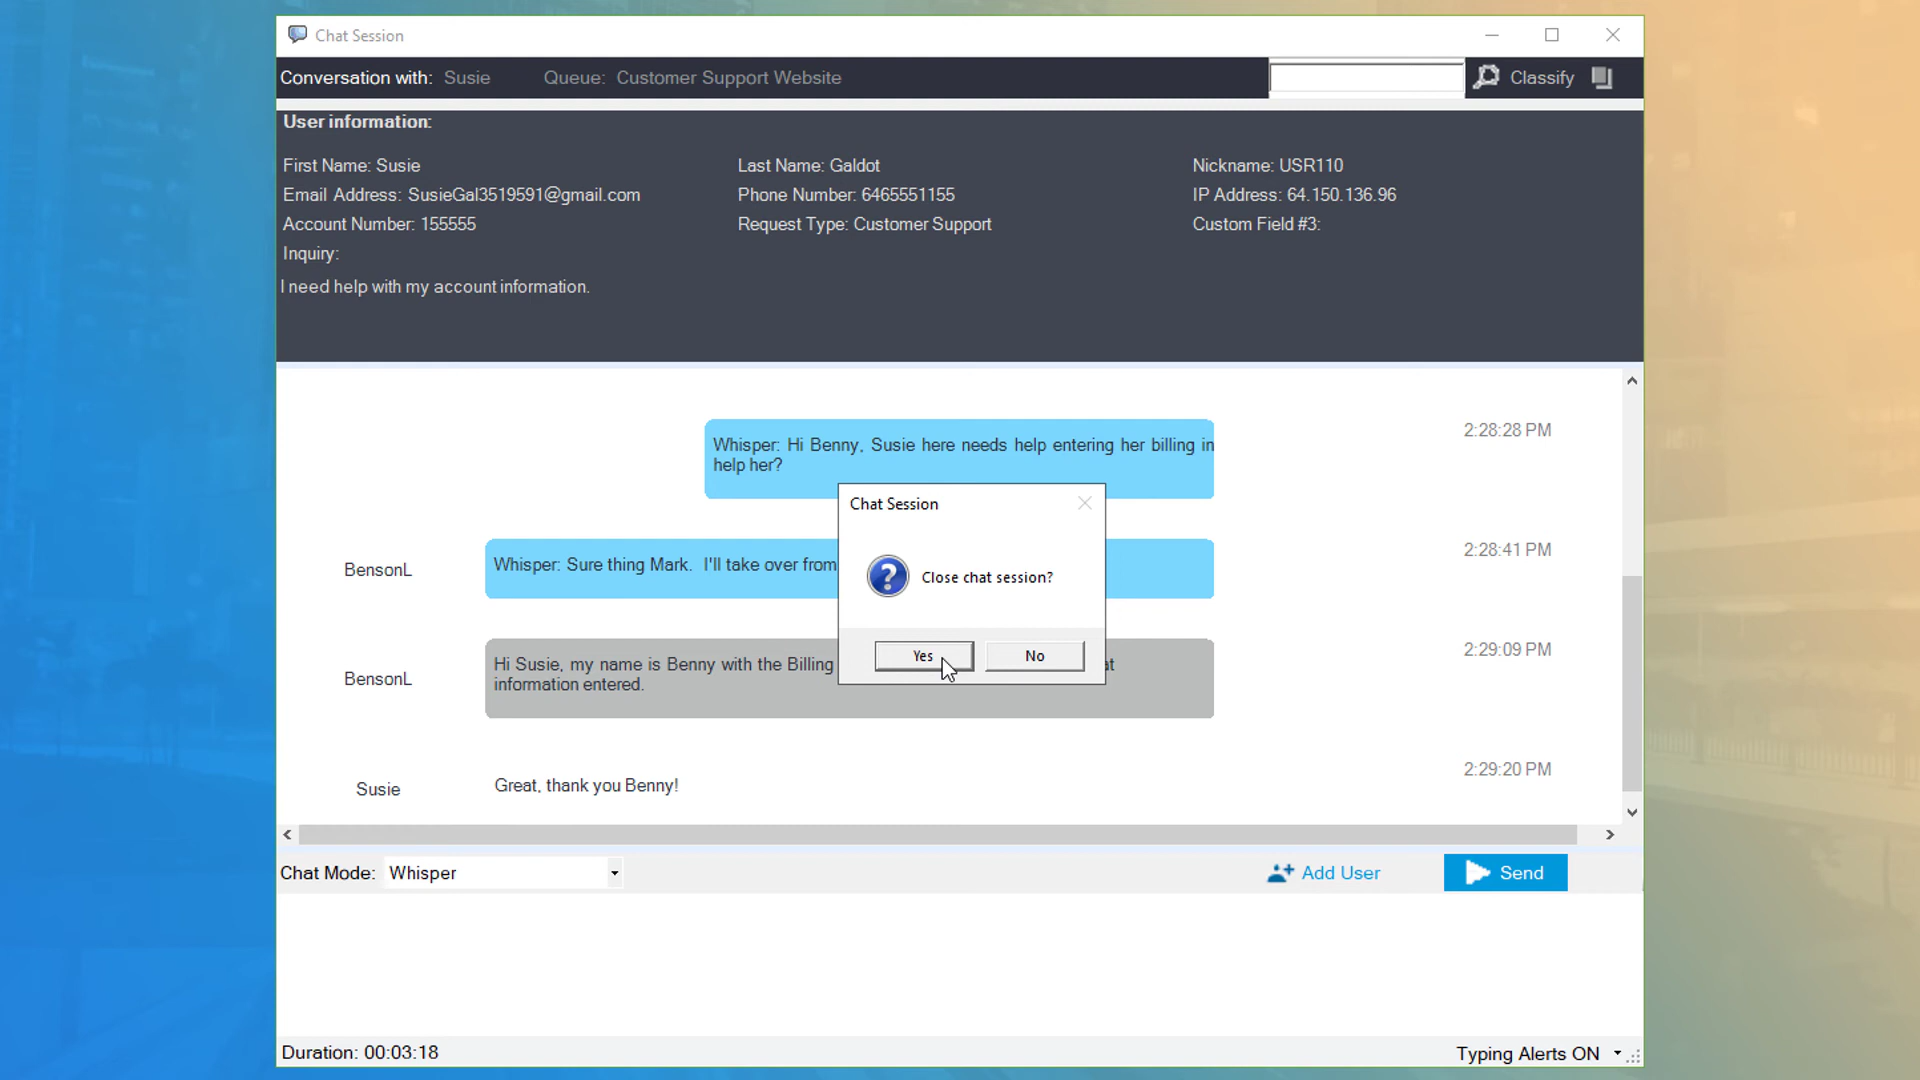 Chat Session
Conversation with: Susie Queue: Customer Support Website Classify
User information:
First Name: Susie Last Name: Galdot Nickname: USR110
Email Address: SusieGal3519591@gmail.com Phone Number: 6465551155 IP Address: 64.150.136.96
Account Number: 155555 Request Type: Customer Support Custom Field #3:
Inquiry:
I need help with my account information.
Whisper: Hi Benny, Susie here needs help entering her billing in 2:28:28 PM
help her?
Chat Session
BensonL Whisper: Sure thing Mark. I'll take over from 2:28:41 PM
Close chat session?
Yes No
BensonL Hi Susie, my name is Benny with the Billing 2:29:09 PM
information entered.
Susie Great, thank you Benny! 2:29:20 PM
Chat Mode: Whisper Add User Send
Duration: 00:03:18 Typing Alerts ON